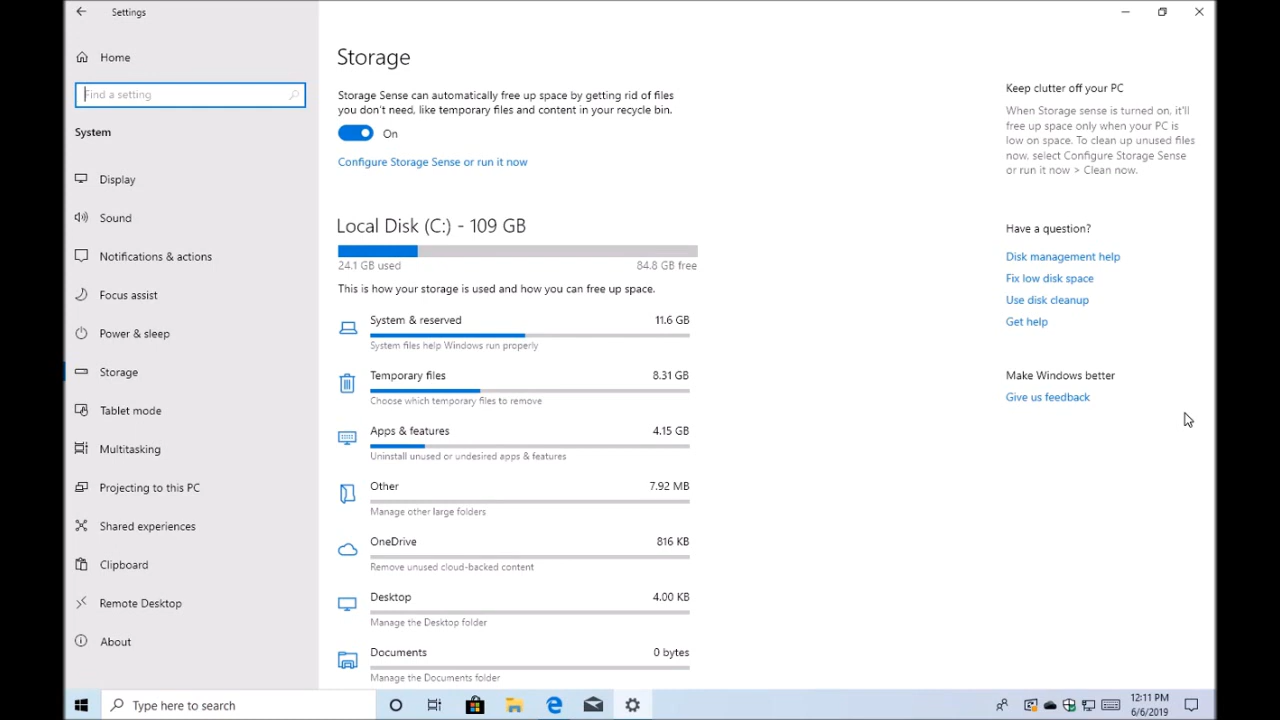 Settings
Home
Find a setting
System
Display
Sound
Notifications & actions
Focus assist
Power & sleep
Storage
Tablet mode
Multitasking
Projecting to this PC
Shared experiences
Clipboard
Remote Desktop
About
Storage
Storage Sense can automatically free up space by getting rid of files
you don't need, like temporary files and content in your recycle bin.
On
Configure Storage Sense or run it now
Local Disk (C:) - 109 GB
24.1 GB used 84.8 GB free
This is how your storage is used and how you can free up space.
System & reserved 11.6 GB
System files help Windows run properly
Temporary files 8.31 GB
Choose which temporary files to remove
Apps & features 4.15 GB
Uninstall unused or undesired apps & features
Other 7.92 MB
Manage other large folders
OneDrive 816 KB
Remove unused cloud-backed content
Desktop 4.00 KB
Manage the Desktop folder
Documents 0 bytes
Manage the Documents folder
Keep clutter off your PC
When Storage sense is turned on, it'll
free up space only when your PC is
low on space. To clean up unused files
now, select Configure Storage Sense
or run it now > Clean now.
Have a question?
Disk management help
Fix low disk space
Use disk cleanup
Get help
Make Windows better
Give us feedback
Type here to search
12:11 PM
6/6/2019